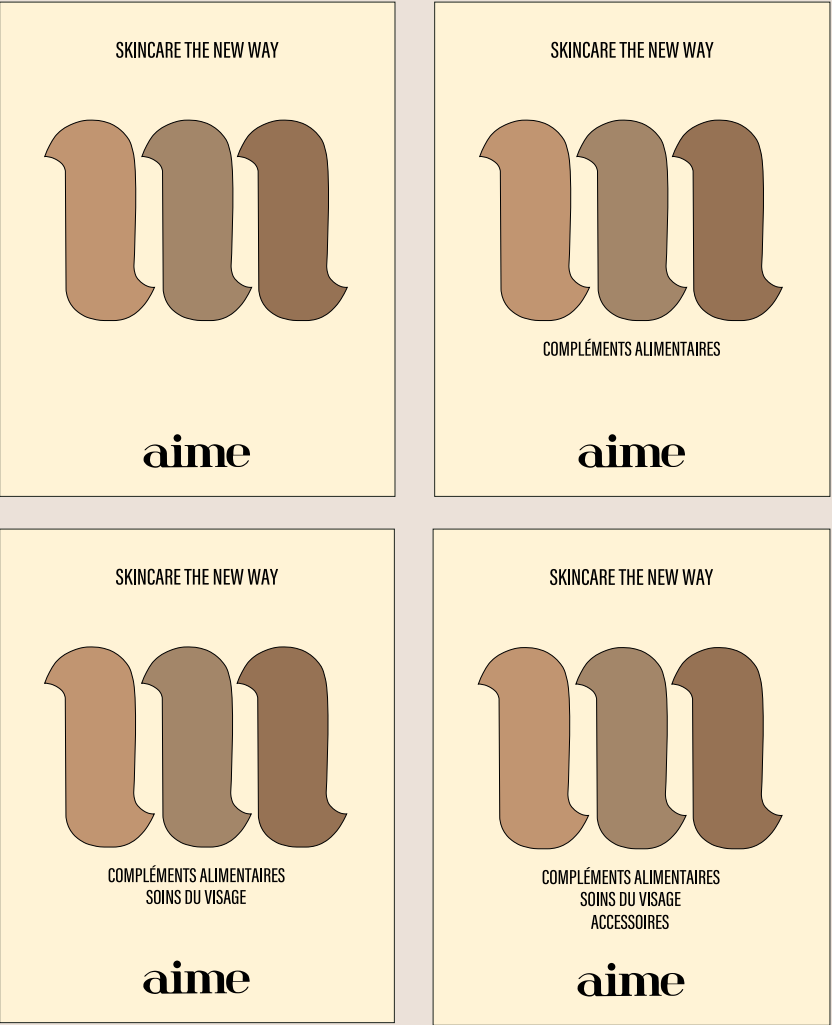 SKINCARE THE NEW WAY
aime
SKINCARE THE NEW WAY
COMPLÉMENTS ALIMENTAIRES
aime
SKINCARE THE NEW WAY
COMPLÉMENTS ALIMENTAIRES
SOINS DU VISAGE
aime
SKINCARE THE NEW WAY
COMPLÉMENTS ALIMENTAIRES
SOINS DU VISAGE
ACCESSOIRES
aime